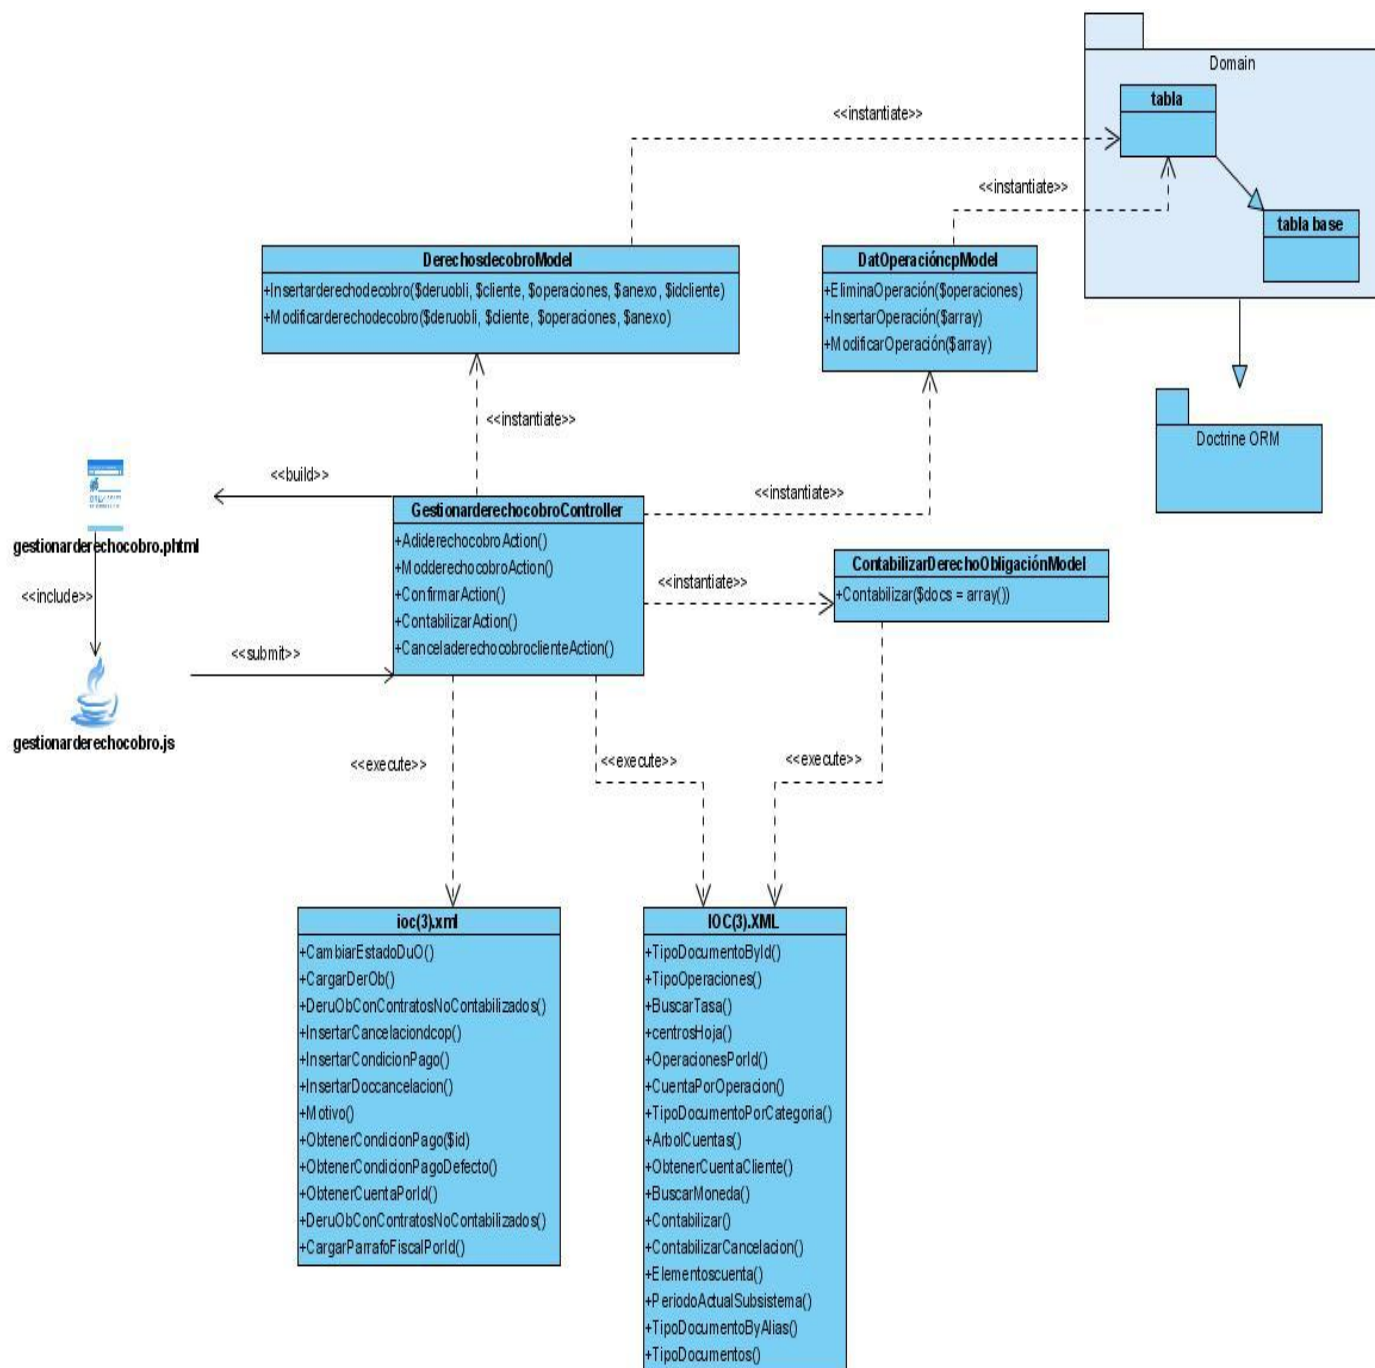 Domain
tabla
<<instantiate>>
<<instantiate>>
tabla base
DerechosdecobroModel
+Insertarderechodecobro($deruobli, $cliente, $operaciones, $anexo, $idcliente)
+Modificarderechodecobro($deruobli, $cliente, $operaciones, $anexo)
DatOperacióncpModel
+EliminaOperación($operaciones)
+InsertarOperación($array)
+ModificarOperación($array)
<<instantiate>>
Doctrine ORM
<<build>>
<<instantiate>>
gestionarderechocobro.phtml
<<include>>
GestionarderechocobroController
+AdiderechocobroAction()
+ModderechocobroAction()
+ConfirmarAction()
+ContabilizarAction()
+CanceladerechocobroclienteAction()
<<instantiate>>
ContabilizarDerechoObligaciónModel
+Contabilizar($docs = array())
<<submit>>
gestionarderechocobro.js
<<execute>>
<<execute>>
<<execute>>
ioc(3).xml
+CambiarEstadoDuO()
+CargarDerOb()
+DeruObConContratosNoContabilizados()
+InsertarCancelaciondcop()
+InsertarCondicionPago()
+InsertarDoccancelacion()
+Motivo()
+ObtenerCondicionPago($id)
+ObtenerCondicionPagoDefecto()
+ObtenerCuentaPorId()
+DeruObConContratosNoContabilizados()
+CargarParrafoFiscalPorId()
IOC(3).XML
+TipoDocumentoById()
+TipoOperaciones()
+BuscarTasa()
+centrosHoja()
+OperacionesPorId()
+CuentaPorOperacion()
+TipoDocumentoPorCategoria()
+ArbolCuentas()
+ObtenerCuentaCliente()
+BuscarMoneda()
+Contabilizar()
+ContabilizarCancelacion()
+Elementoscuenta()
+PeriodoActualSubsistema()
+TipoDocumentoByAlias()
+TipoDocumentos()